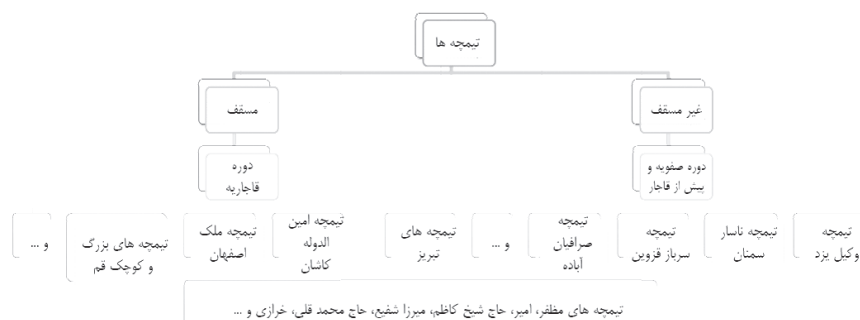 تیمچه ها
غیر مسقف
مسقف
دوره صفویه و
پیش از قاجار
دوره
قاجاریه
تیمچه
وکیل یزد
تیمچه ناسار
سمنان
تیمچه
سرباز قزوین
تیمچه
صرافیان
آباده
و ...
تیمچه های
تبریز
تیمچه امین
الدوله
کاشان
تیمچه ملک
اصفهان
تیمچه های بزرگ
و کوچک قم
و ...
تیمچه های مظفر، امیر، حاج شیخ کاظم، میرزا شفیع، حاج محمد قلی، خرازی و ...